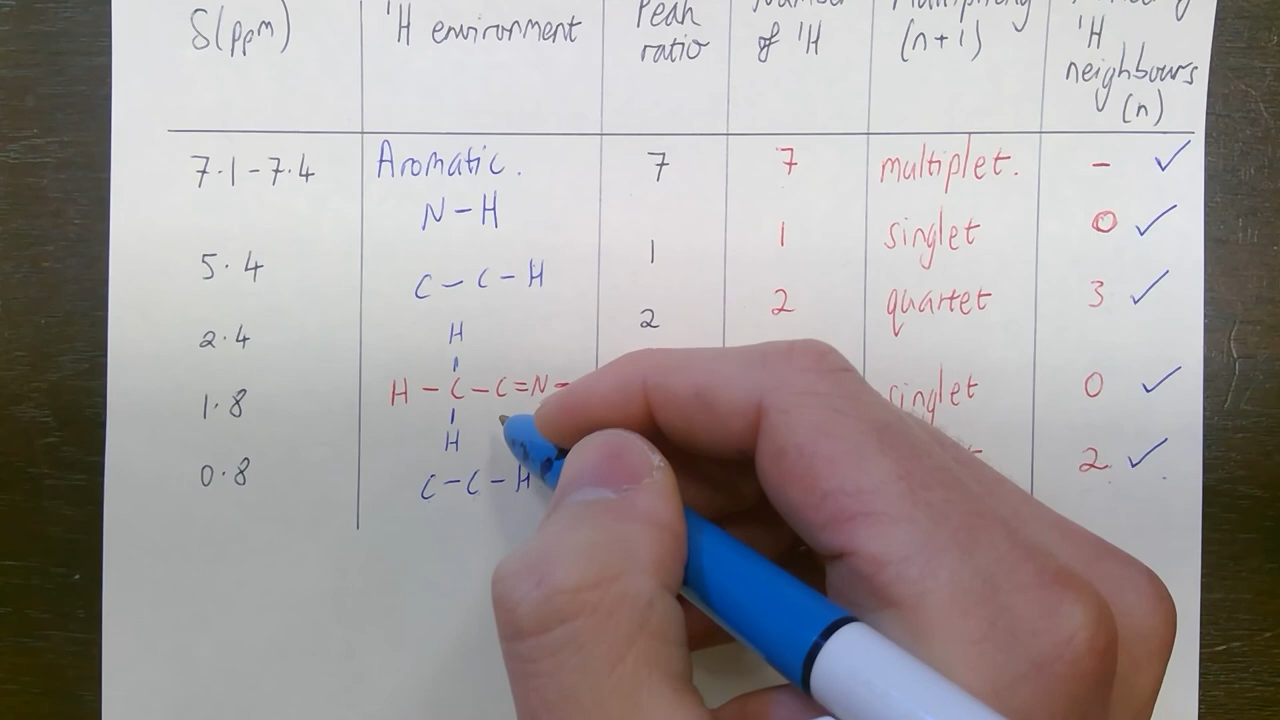 δ(ppm)
¹H environment
Peak ratio
of ¹H
(n+1)
¹H neighbours (n)
7.1-7.4 Aromatic. 7 7 multiplet. - ✓
N-H
5.4 1 1 singlet 0 ✓
C-C-H
2 2 quartet 3 ✓
2.4
H
H-C-C=N- singlet 0 ✓
1.8
H
0.8 C-C-H 2 ✓